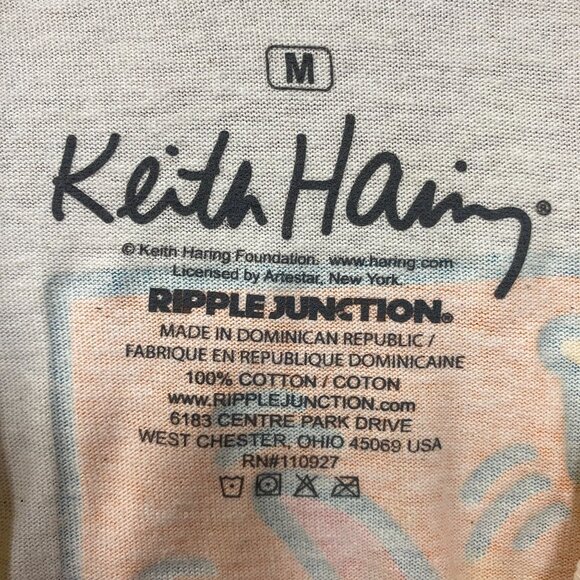 M
Keith Haring®
© Keith Haring Foundation. www.haring.com
Licensed by Artestar, New York.
RIPPLE JUNCTION®
MADE IN DOMINICAN REPUBLIC /
FABRIQUE EN REPUBLIQUE DOMINICAINE
100% COTTON / COTON
www.RIPPLEJUNCTION.com
6183 CENTRE PARK DRIVE
WEST CHESTER, OHIO 45069 USA
RN#110927